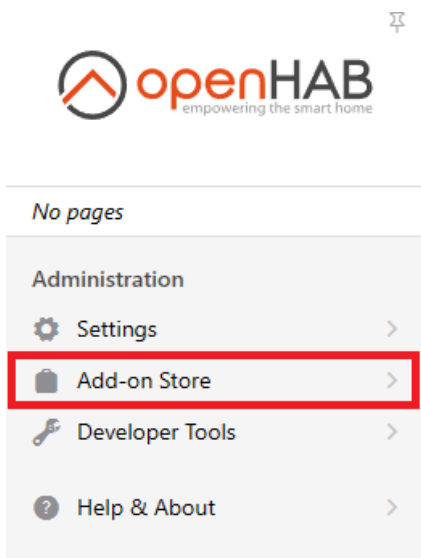 openHAB
empowering the smart home
No pages
Administration
Settings
Add-on Store
Developer Tools
Help & About